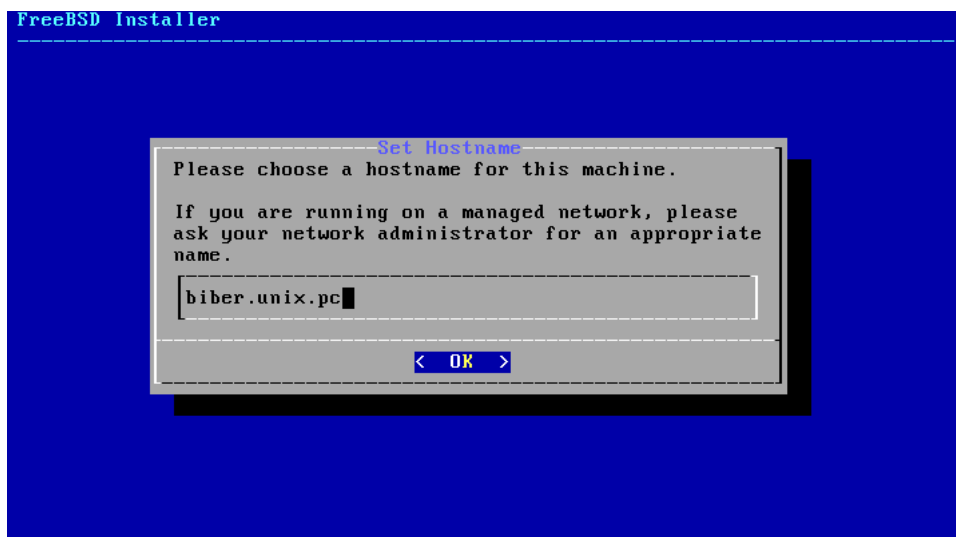 FreeBSD Installer
Set Hostname
Please choose a hostname for this machine.
If you are running on a managed network, please
ask your network administrator for an appropriate
name.
biber.unix.pc
< OK >